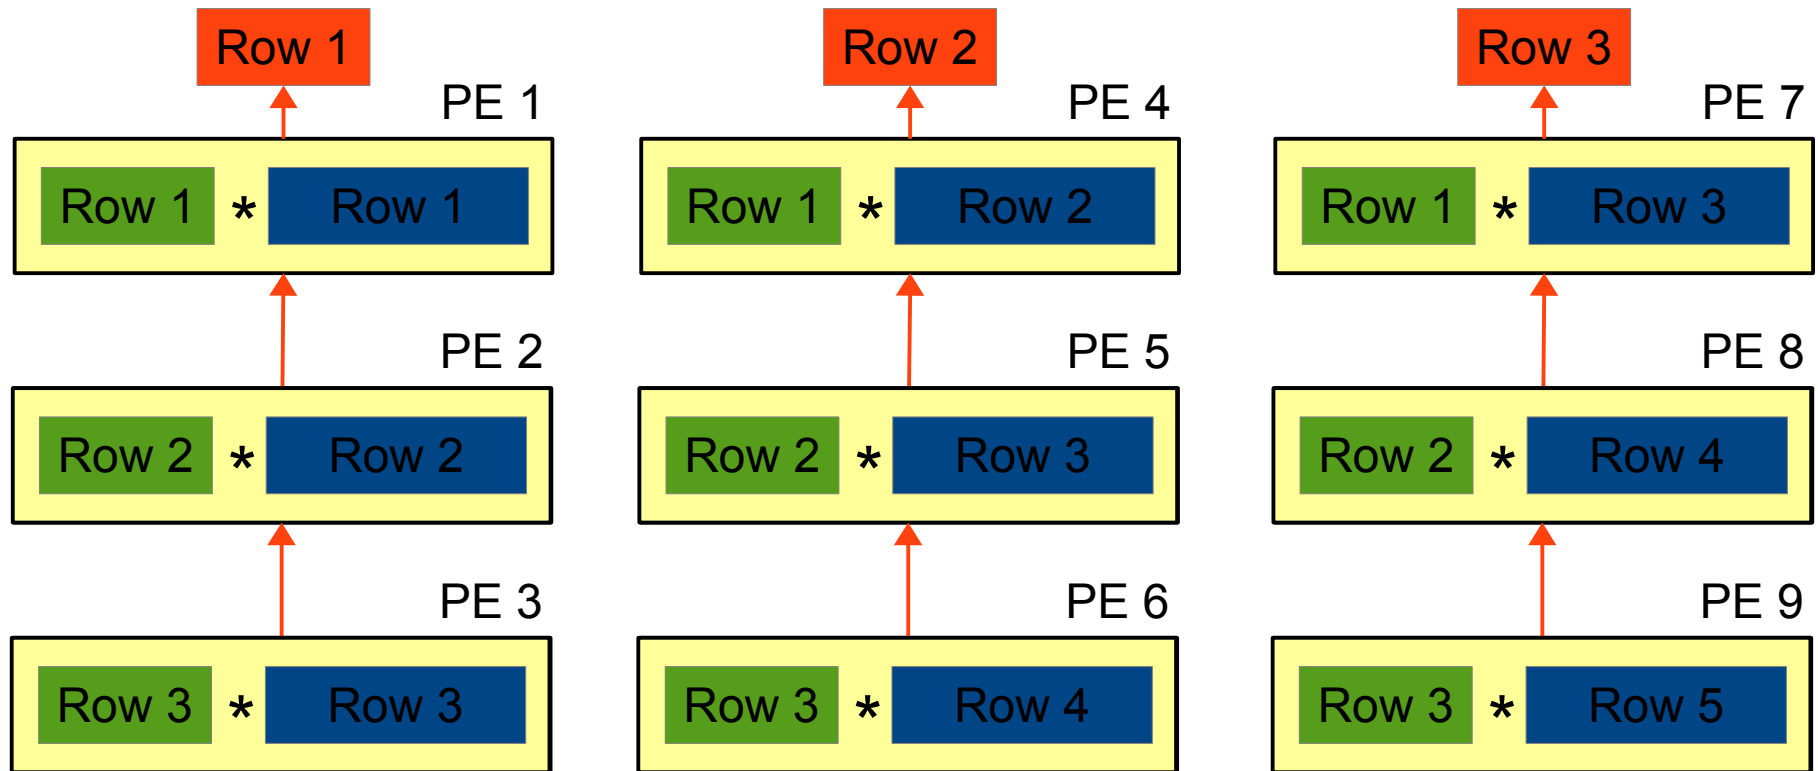 Row 1 Row 2 Row 3
PE 1 PE 4 PE 7
Row 1 * Row 1 Row 1 * Row 2 Row 1 * Row 3
PE 2 PE 5 PE 8
Row 2 * Row 2 Row 2 * Row 3 Row 2 * Row 4
PE 3 PE 6 PE 9
Row 3 * Row 3 Row 3 * Row 4 Row 3 * Row 5